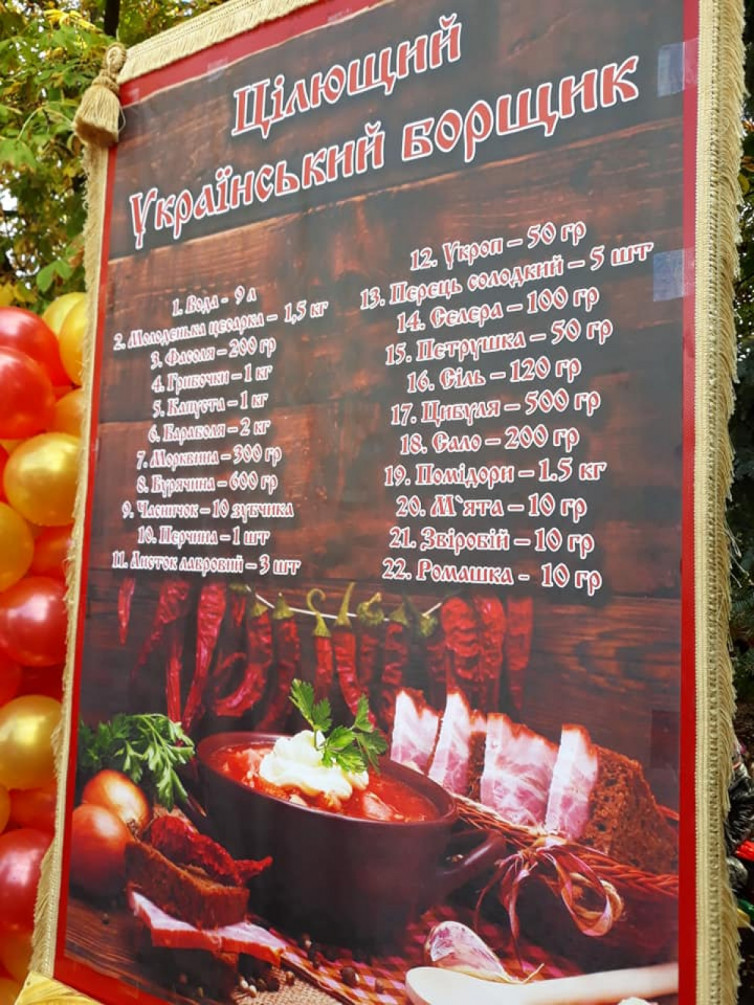 Цілющий
Український борщик
1. Вода - 9 л
2. Молоденька цесарка – 1,5 кг
3. Фасоля – 200 гр
4. Грибочки – 1 кг
5. Капуста – 1 кг
6. Бараболя – 2 кг
7. Морквина – 300 гр
8. Бурячина – 600 гр
9. Часничок – 10 зубчика
10. Перчина – 1 шт
11. Листок лавровий – 3 шт
12. Укроп – 50 гр
13. Перець солодкий – 5 шт
14. Селера – 100 гр
15. Петрушка – 50 гр
16. Сіль – 120 гр
17. Цибуля – 500 гр
18. Сало – 200 гр
19. Помідори – 1.5 кг
20. М`ята – 10 гр
21. Звіробій – 10 гр
22. Ромашка - 10 гр